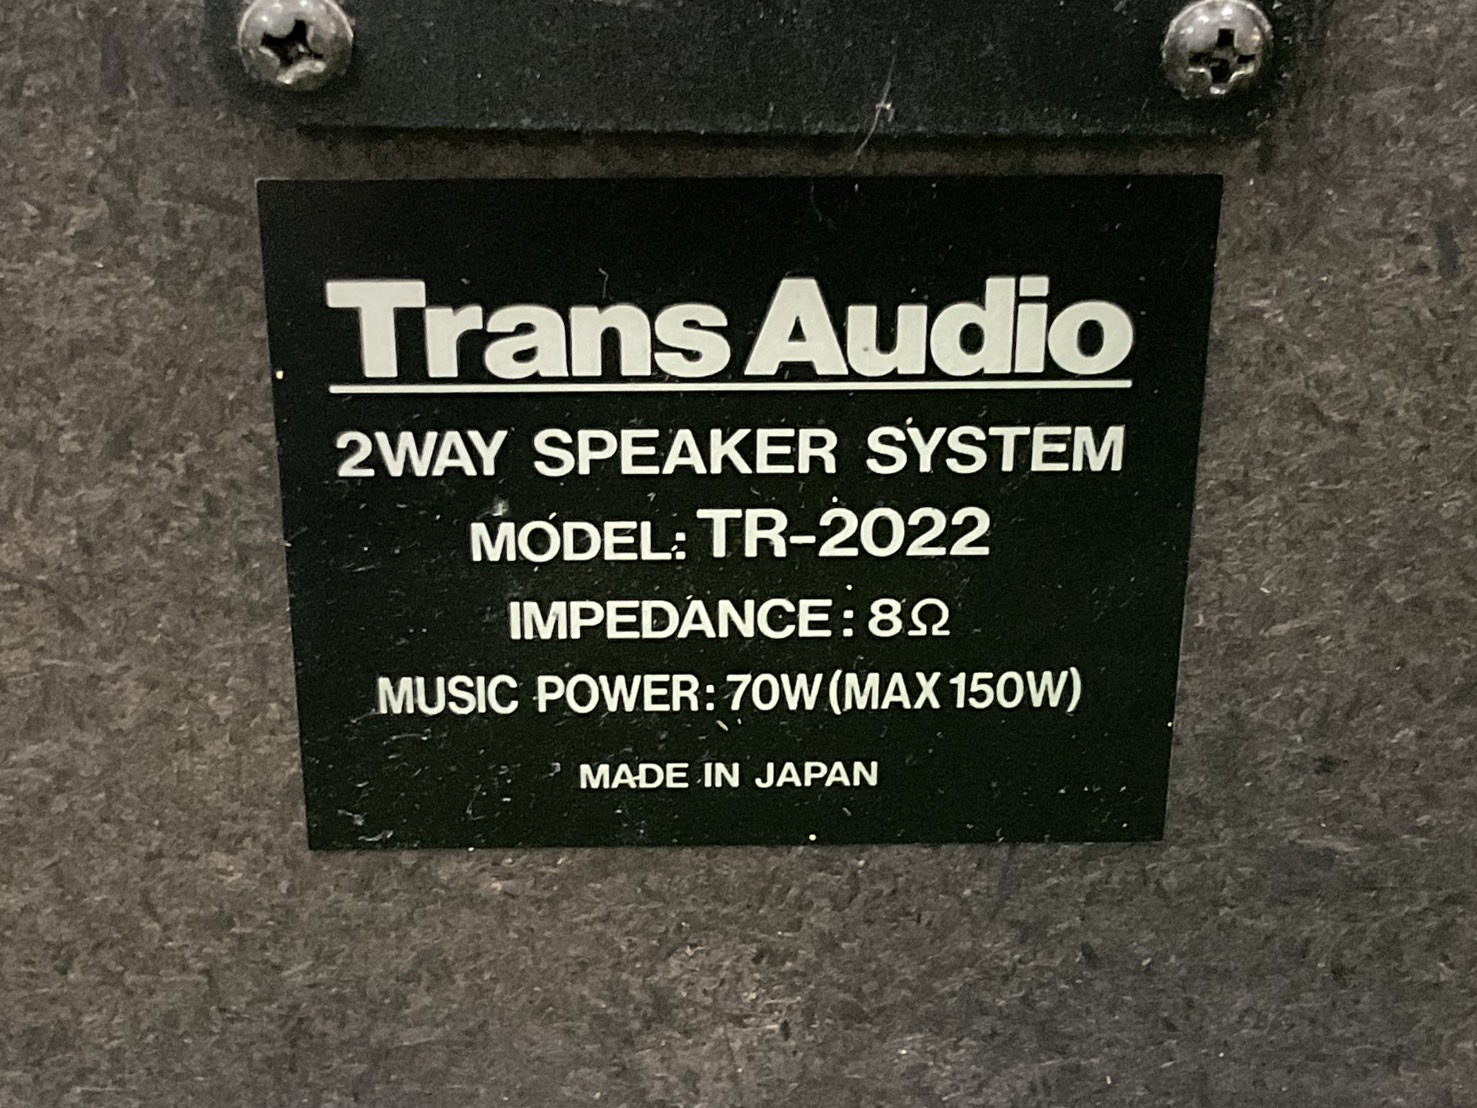 Trans Audio
2WAY SPEAKER SYSTEM
MODEL: TR-2022
IMPEDANCE: 8Ω
MUSIC POWER: 70W (MAX 150W)
MADE IN JAPAN